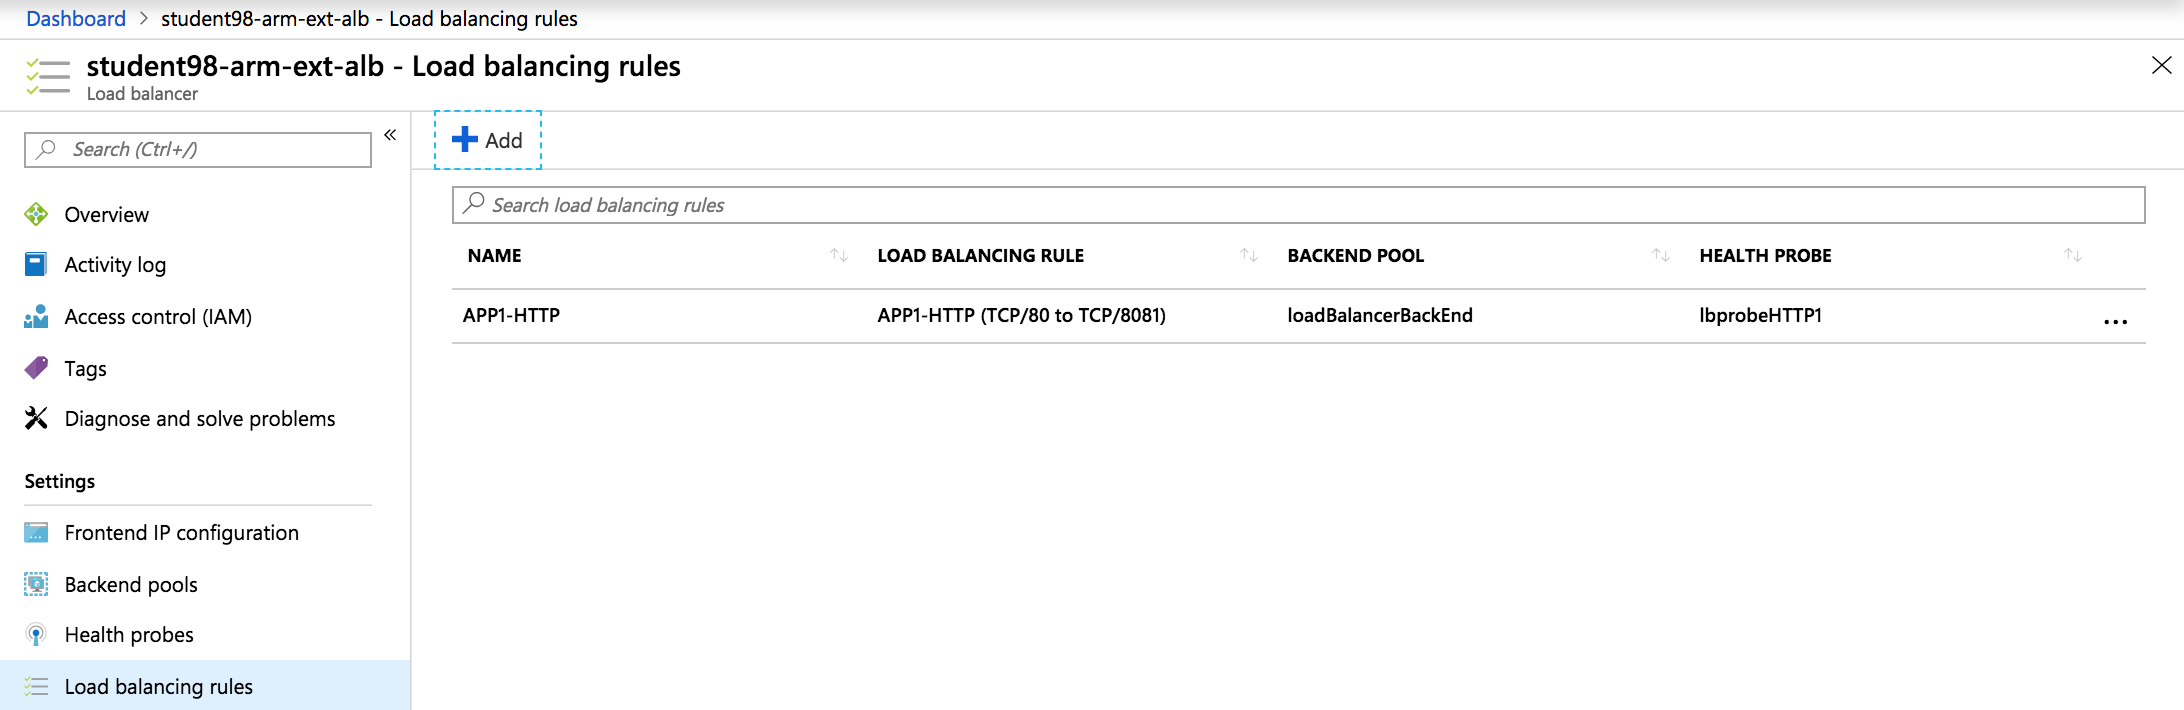 Dashboard > student98-arm-ext-alb - Load balancing rules
student98-arm-ext-alb - Load balancing rules
Load balancer
Search (Ctrl+/)
«
Overview
Activity log
Access control (IAM)
Tags
Diagnose and solve problems
Settings
Frontend IP configuration
Backend pools
Health probes
Load balancing rules
Add
Search load balancing rules
NAME LOAD BALANCING RULE BACKEND POOL HEALTH PROBE
APP1-HTTP APP1-HTTP (TCP/80 to TCP/8081) loadBalancerBackEnd lbprobeHTTP1 ...